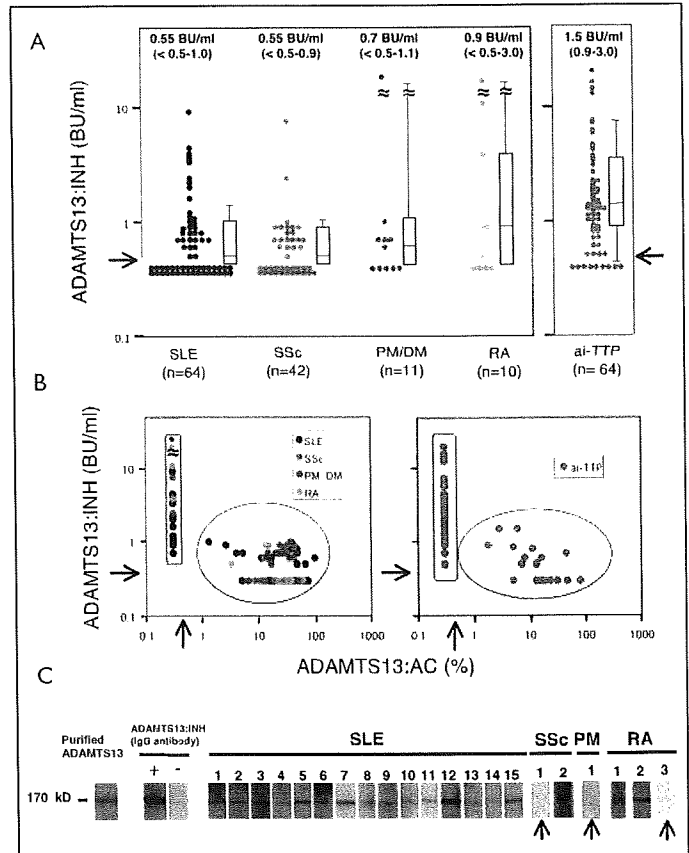 A
0.55 BU/ml 0.55 BU/ml 0.7 BU/ml 0.9 BU/ml 1.5 BU/ml
(< 0.5-1.0) (< 0.5-0.9) (< 0.5-1.1) (< 0.5-3.0) (0.9-3.0)
ADAMTS13:INH (BU/ml)
10
1
0.1
SLE SSc PM/DM RA ai-TTP
(n=64) (n=42) (n=11) (n=10) (n= 64)
B
ADAMTS13:INH (BU/ml)
10
1
0.1
SLE
SSc
PM DM
RA
ai-TTP
0 1 1 10 100 1000 0 1 1 10 100 1000
ADAMTS13:AC (%)
C
Purified ADAMTS13
ADAMTS13:INH (IgG antibody)
+ -
SLE SSc PM RA
1 2 3 4 5 6 7 8 9 10 11 12 13 14 15 1 2 1 1 2 3
170 kD